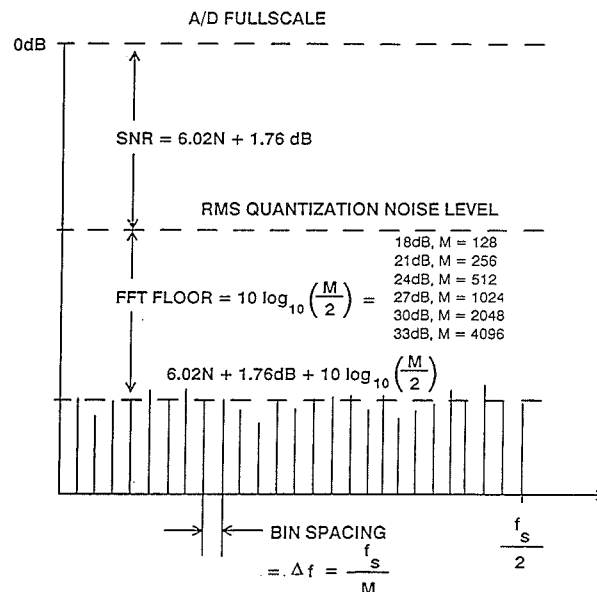 A/D FULLSCALE
0dB
SNR = 6.02N + 1.76 dB
RMS QUANTIZATION NOISE LEVEL
18dB, M = 128
21dB, M = 256
24dB, M = 512
FFT FLOOR = 10 log₁₀(M/2) = 27dB, M = 1024
30dB, M = 2048
33dB, M = 4096
6.02N + 1.76dB + 10 log₁₀(M/2)
BIN SPACING
= Δf = f_s/M
f_s/2